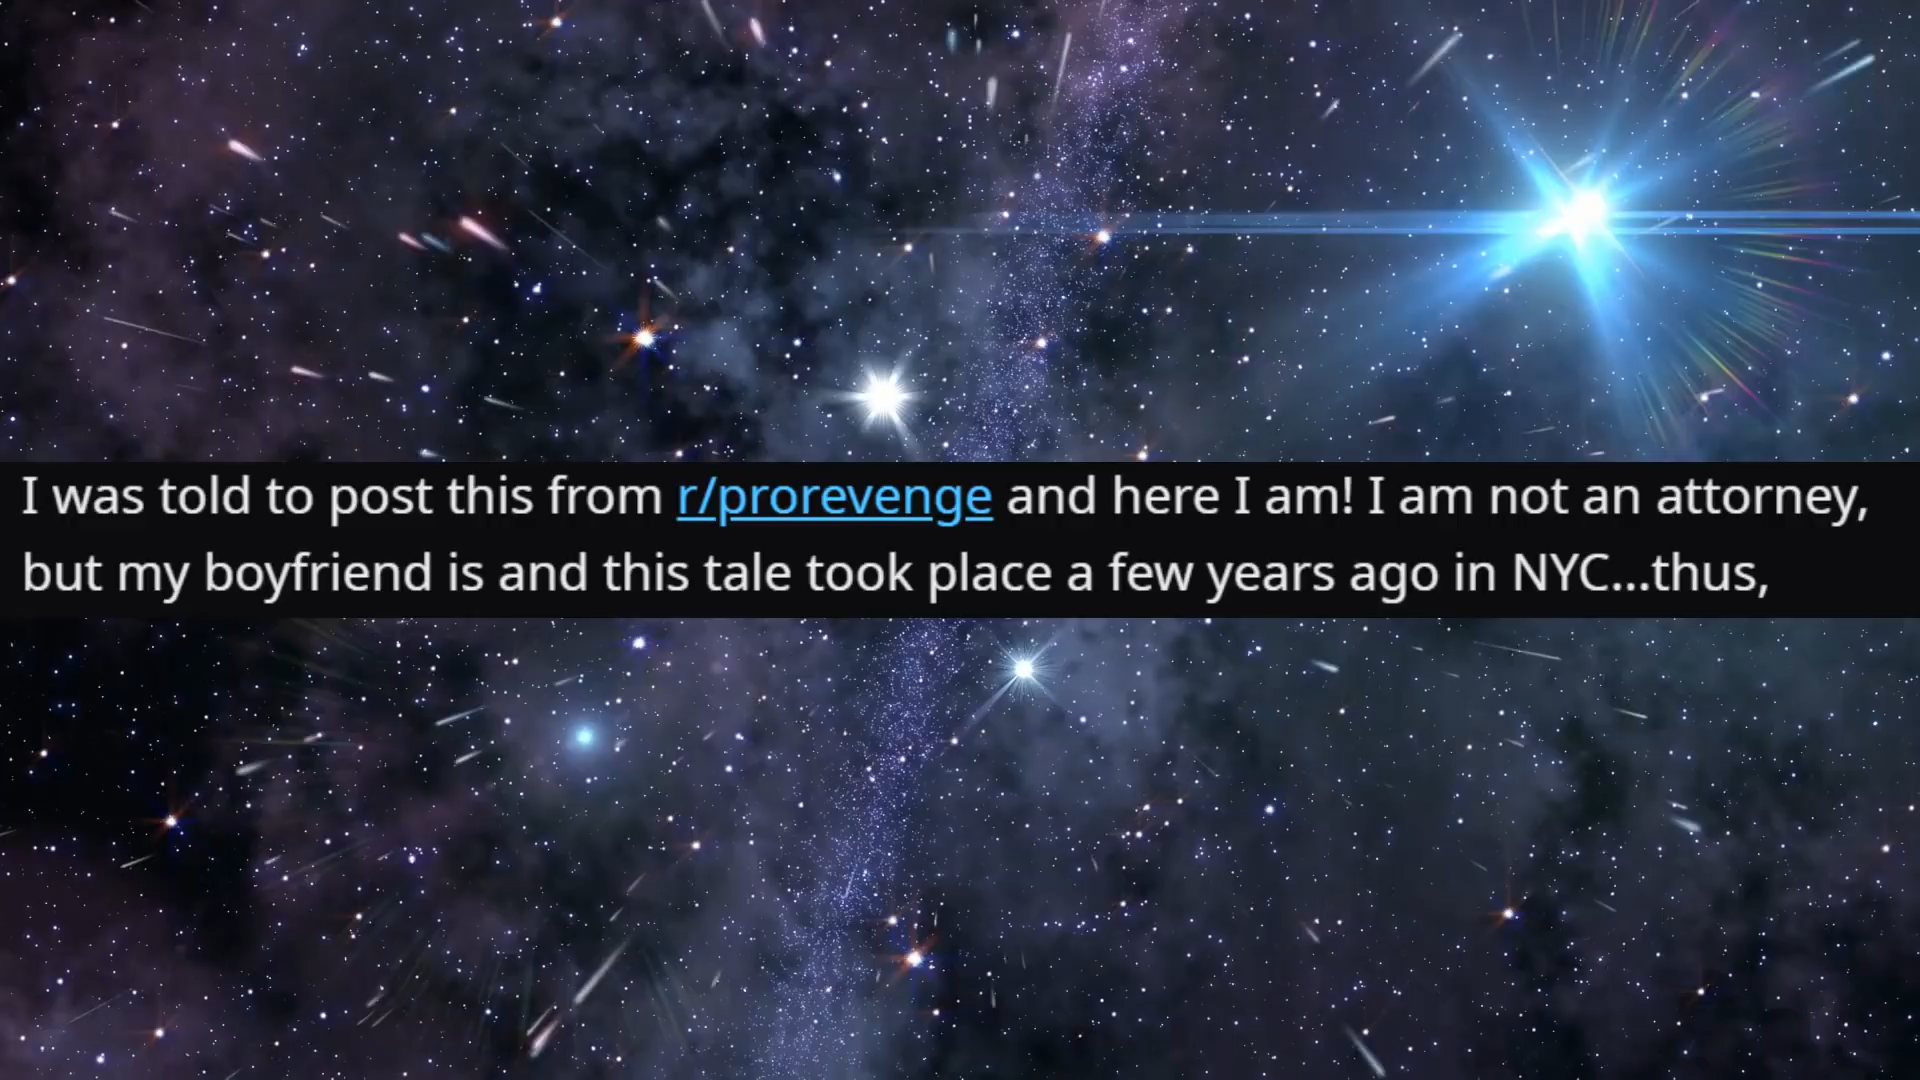 I was told to post this from r/prorevenge and here I am! I am not an attorney,
but my boyfriend is and this tale took place a few years ago in NYC...thus,